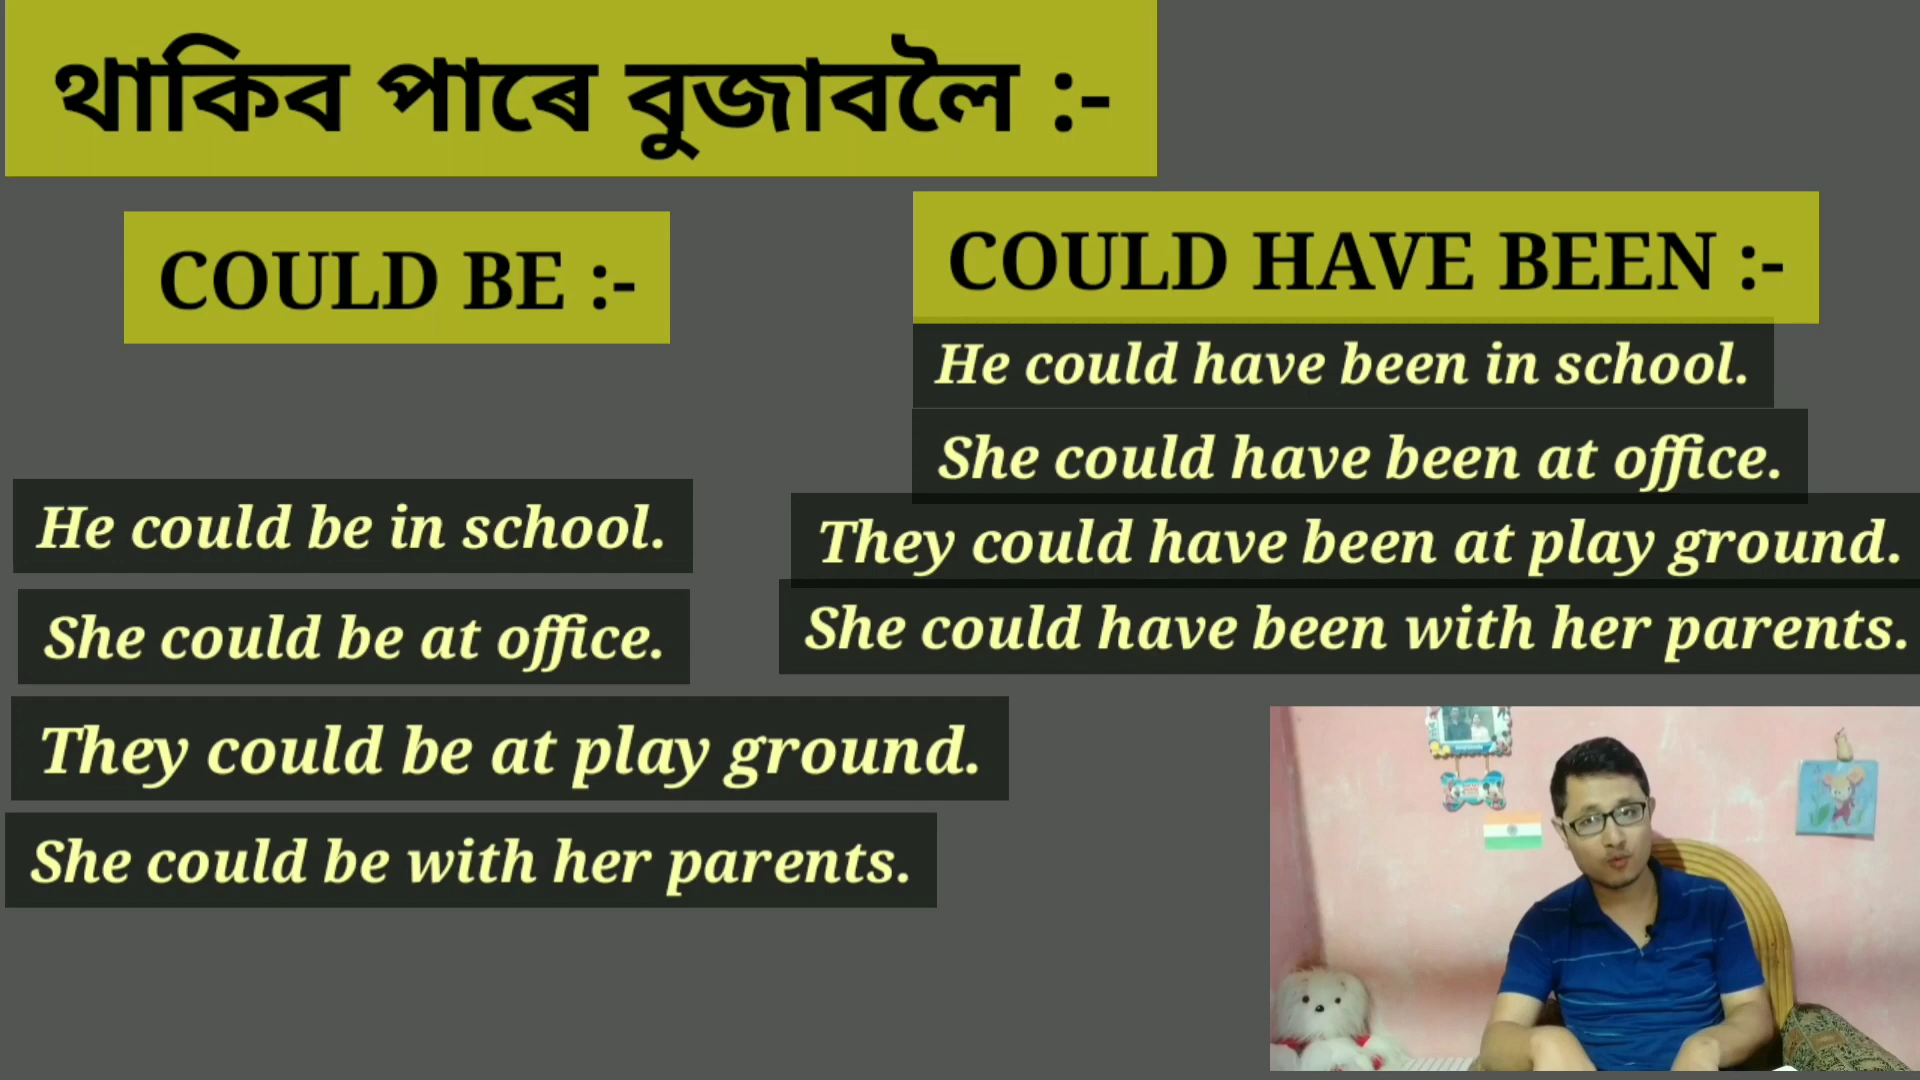 থাকিব পাৰে বুজাবলৈ :-
COULD BE :-
He could be in school.
She could be at office.
They could be at play ground.
She could be with her parents.
COULD HAVE BEEN :-
He could have been in school.
She could have been at office.
They could have been at play ground.
She could have been with her parents.